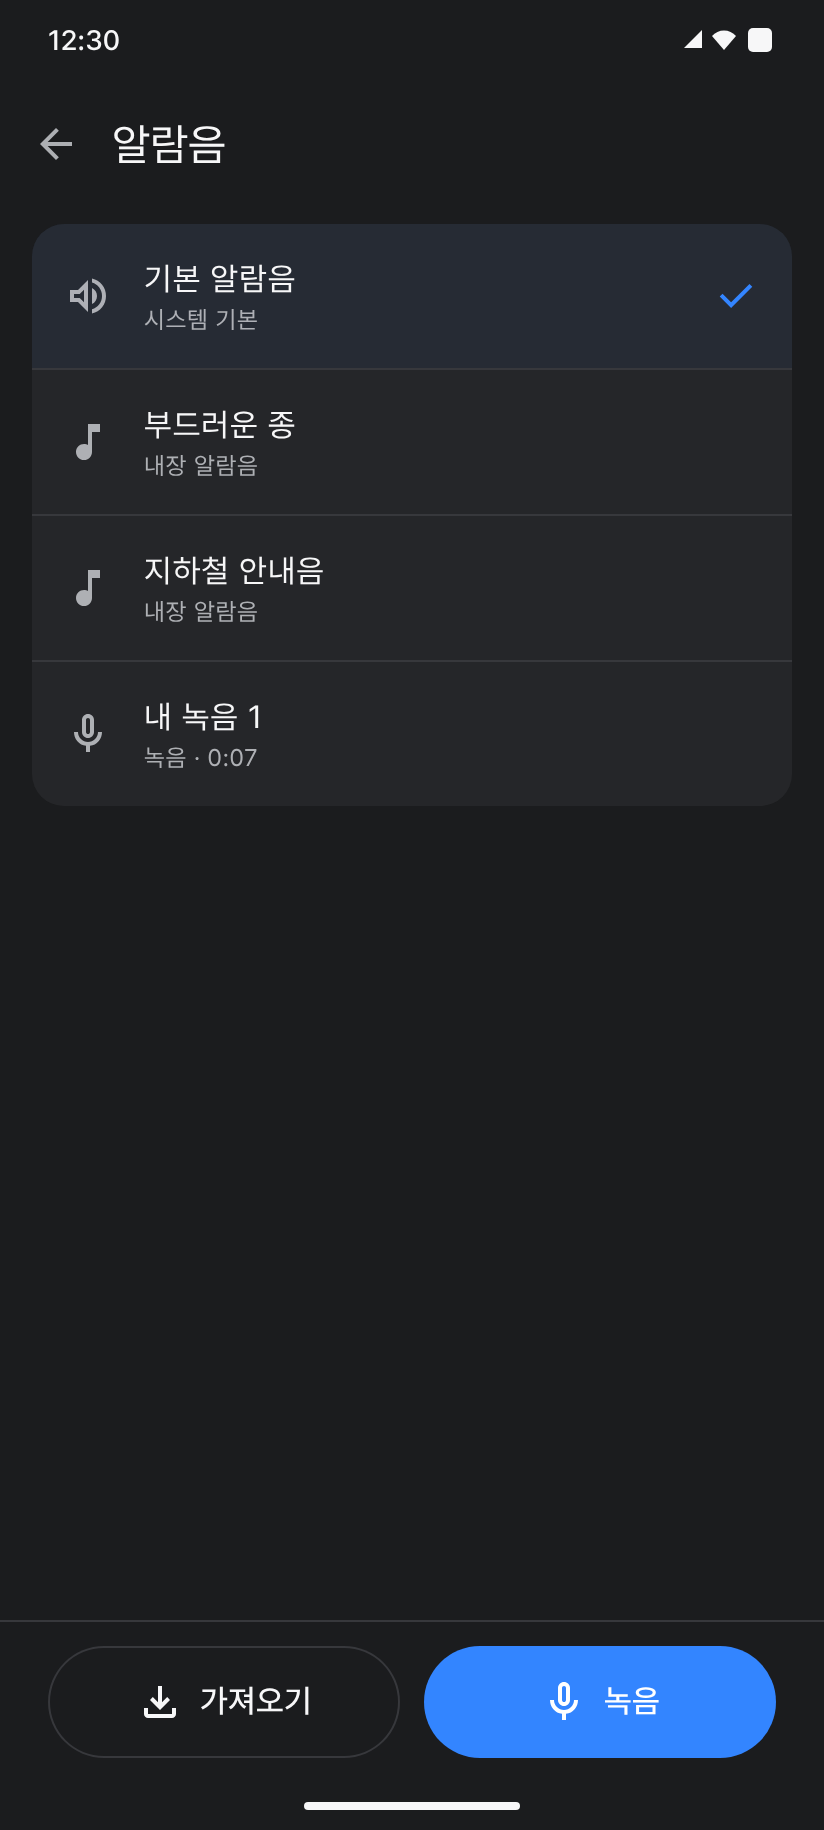 12:30
알람음
기본 알람음
시스템 기본
부드러운 종
내장 알람음
지하철 안내음
내장 알람음
내 녹음 1
녹음 · 0:07
가져오기
녹음